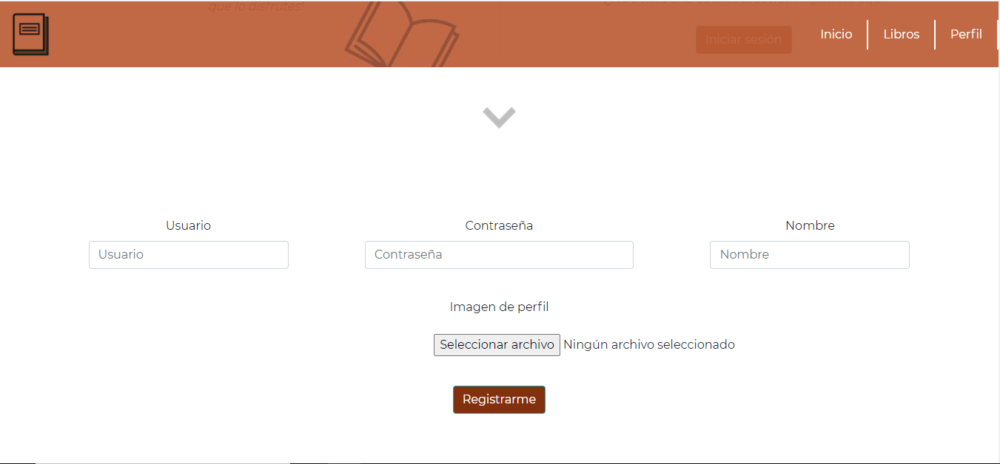 que lo disfrutes!
Iniciar sesión
Inicio
Libros
Perfil
Usuario
Contraseña
Nombre
Usuario
Contraseña
Nombre
Imagen de perfil
Seleccionar archivo Ningún archivo seleccionado
Registrarme